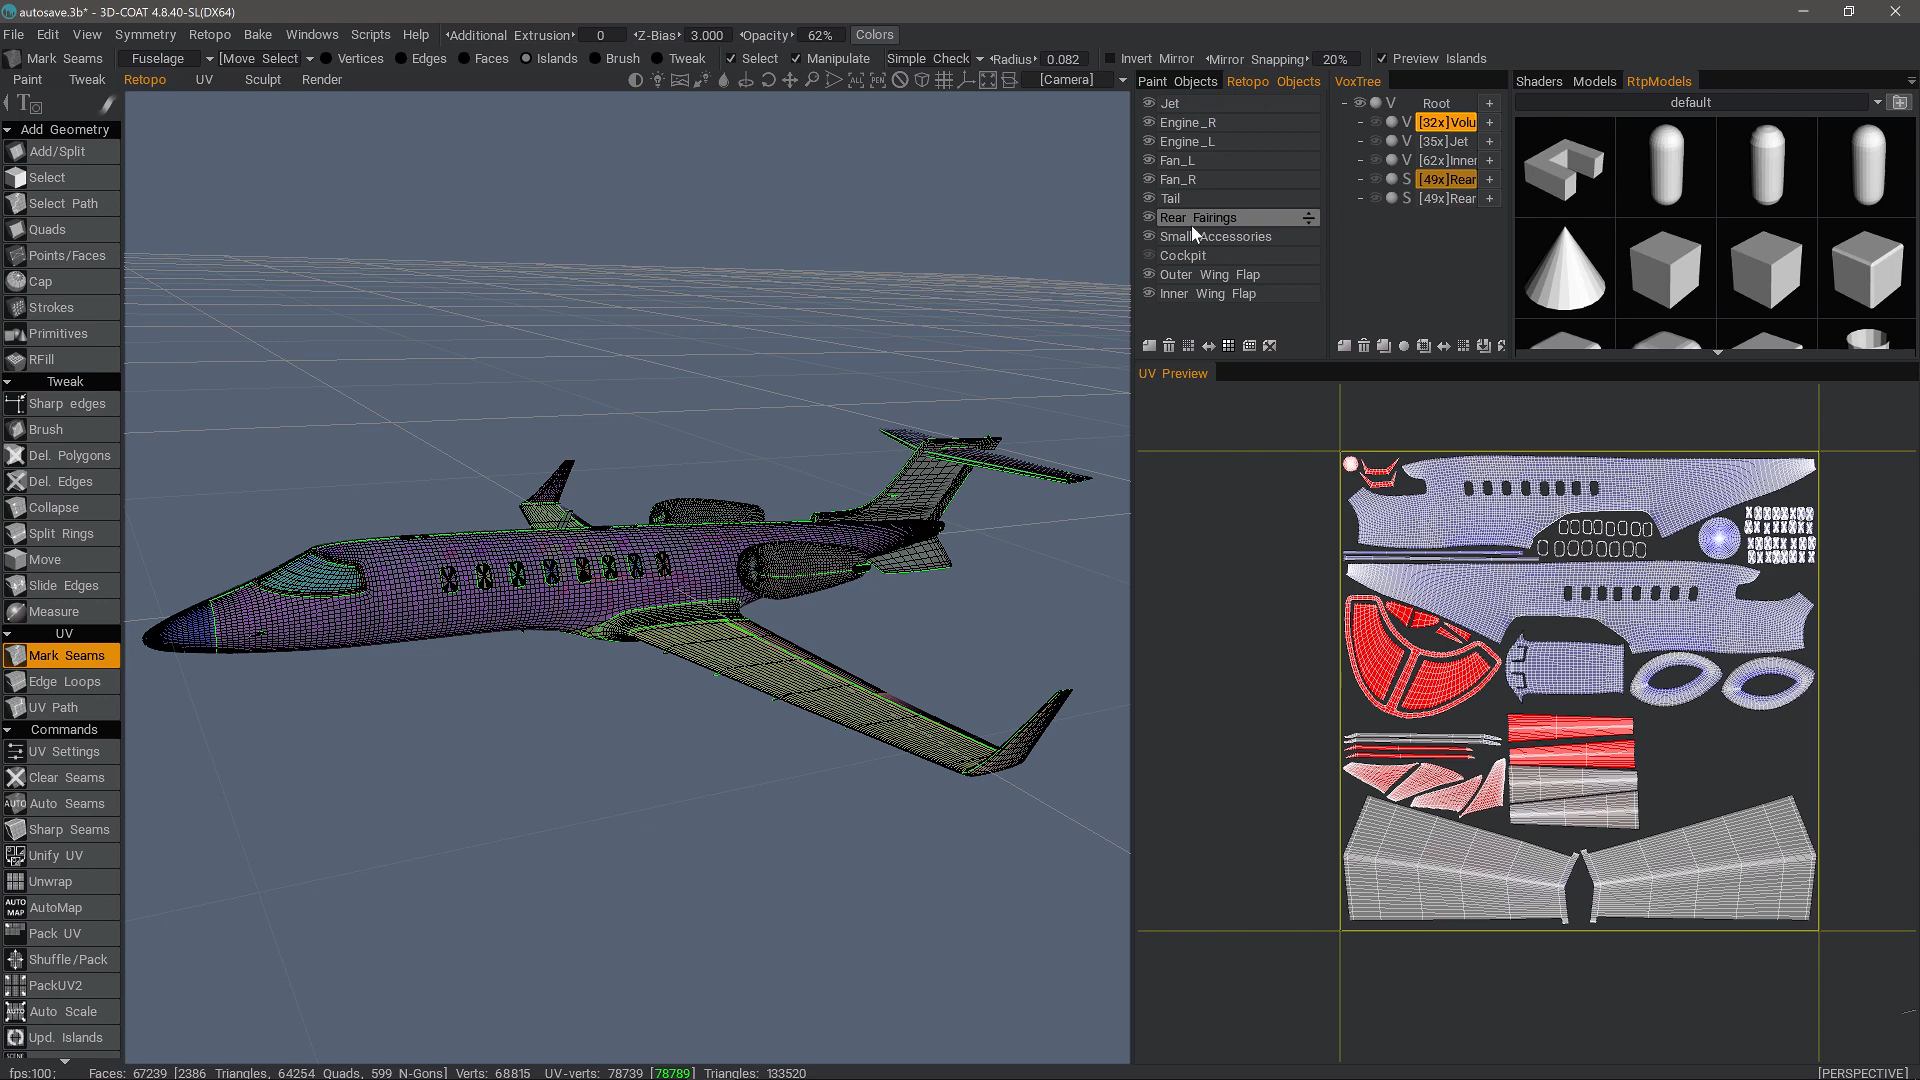 autosave.3b* - 3D-COAT 4.8.40-SL(DX64)
File Edit View Symmetry Retopo Bake Windows Scripts Help Additional Extrusion 0 Z-Bias 3.000 Opacity 62% Colors
Mark Seams Fuselage [Move Select] Vertices Edges Faces Islands Brush Tweak Select Manipulate Simple Check Radius 0.082 Invert Mirror Mirror Snapping 20% Preview Islands
Paint Tweak Retopo UV Sculpt Render ALL PEN [Camera] Paint Objects Retopo Objects VoxTree Shaders Models RtpModels
default
Add Geometry
Add/Split
Select
Select Path
Quads
Points/Faces
Cap
Strokes
Primitives
RFill
Tweak
Sharp edges
Brush
Del. Polygons
Del. Edges
Collapse
Split Rings
Move
Slide Edges
Measure
UV
Mark Seams
Edge Loops
UV Path
Commands
UV Settings
Clear Seams
AUTO Auto Seams
Sharp Seams
Unify UV
Unwrap
AUTO MAP AutoMap
Pack UV
Shuffle/Pack
PackUV2
AUTO Auto Scale
Upd. Islands
Jet
Engine_R
Engine_L
Fan_L
Fan_R
Tail
Rear Fairings
Small Accessories
Cockpit
Outer Wing Flap
Inner Wing Flap
V Root +
V [32x]Volu +
V [35x]Jet +
V [62x]Inner +
S [49x]Rear +
S [49x]Rear +
UV Preview
fps:100; Faces: 67239 [2386 Triangles, 64254 Quads, 599 N-Gons] Verts: 68815 UV-verts: 78739 [78789] Triangles: 133520 [PERSPECTIVE]